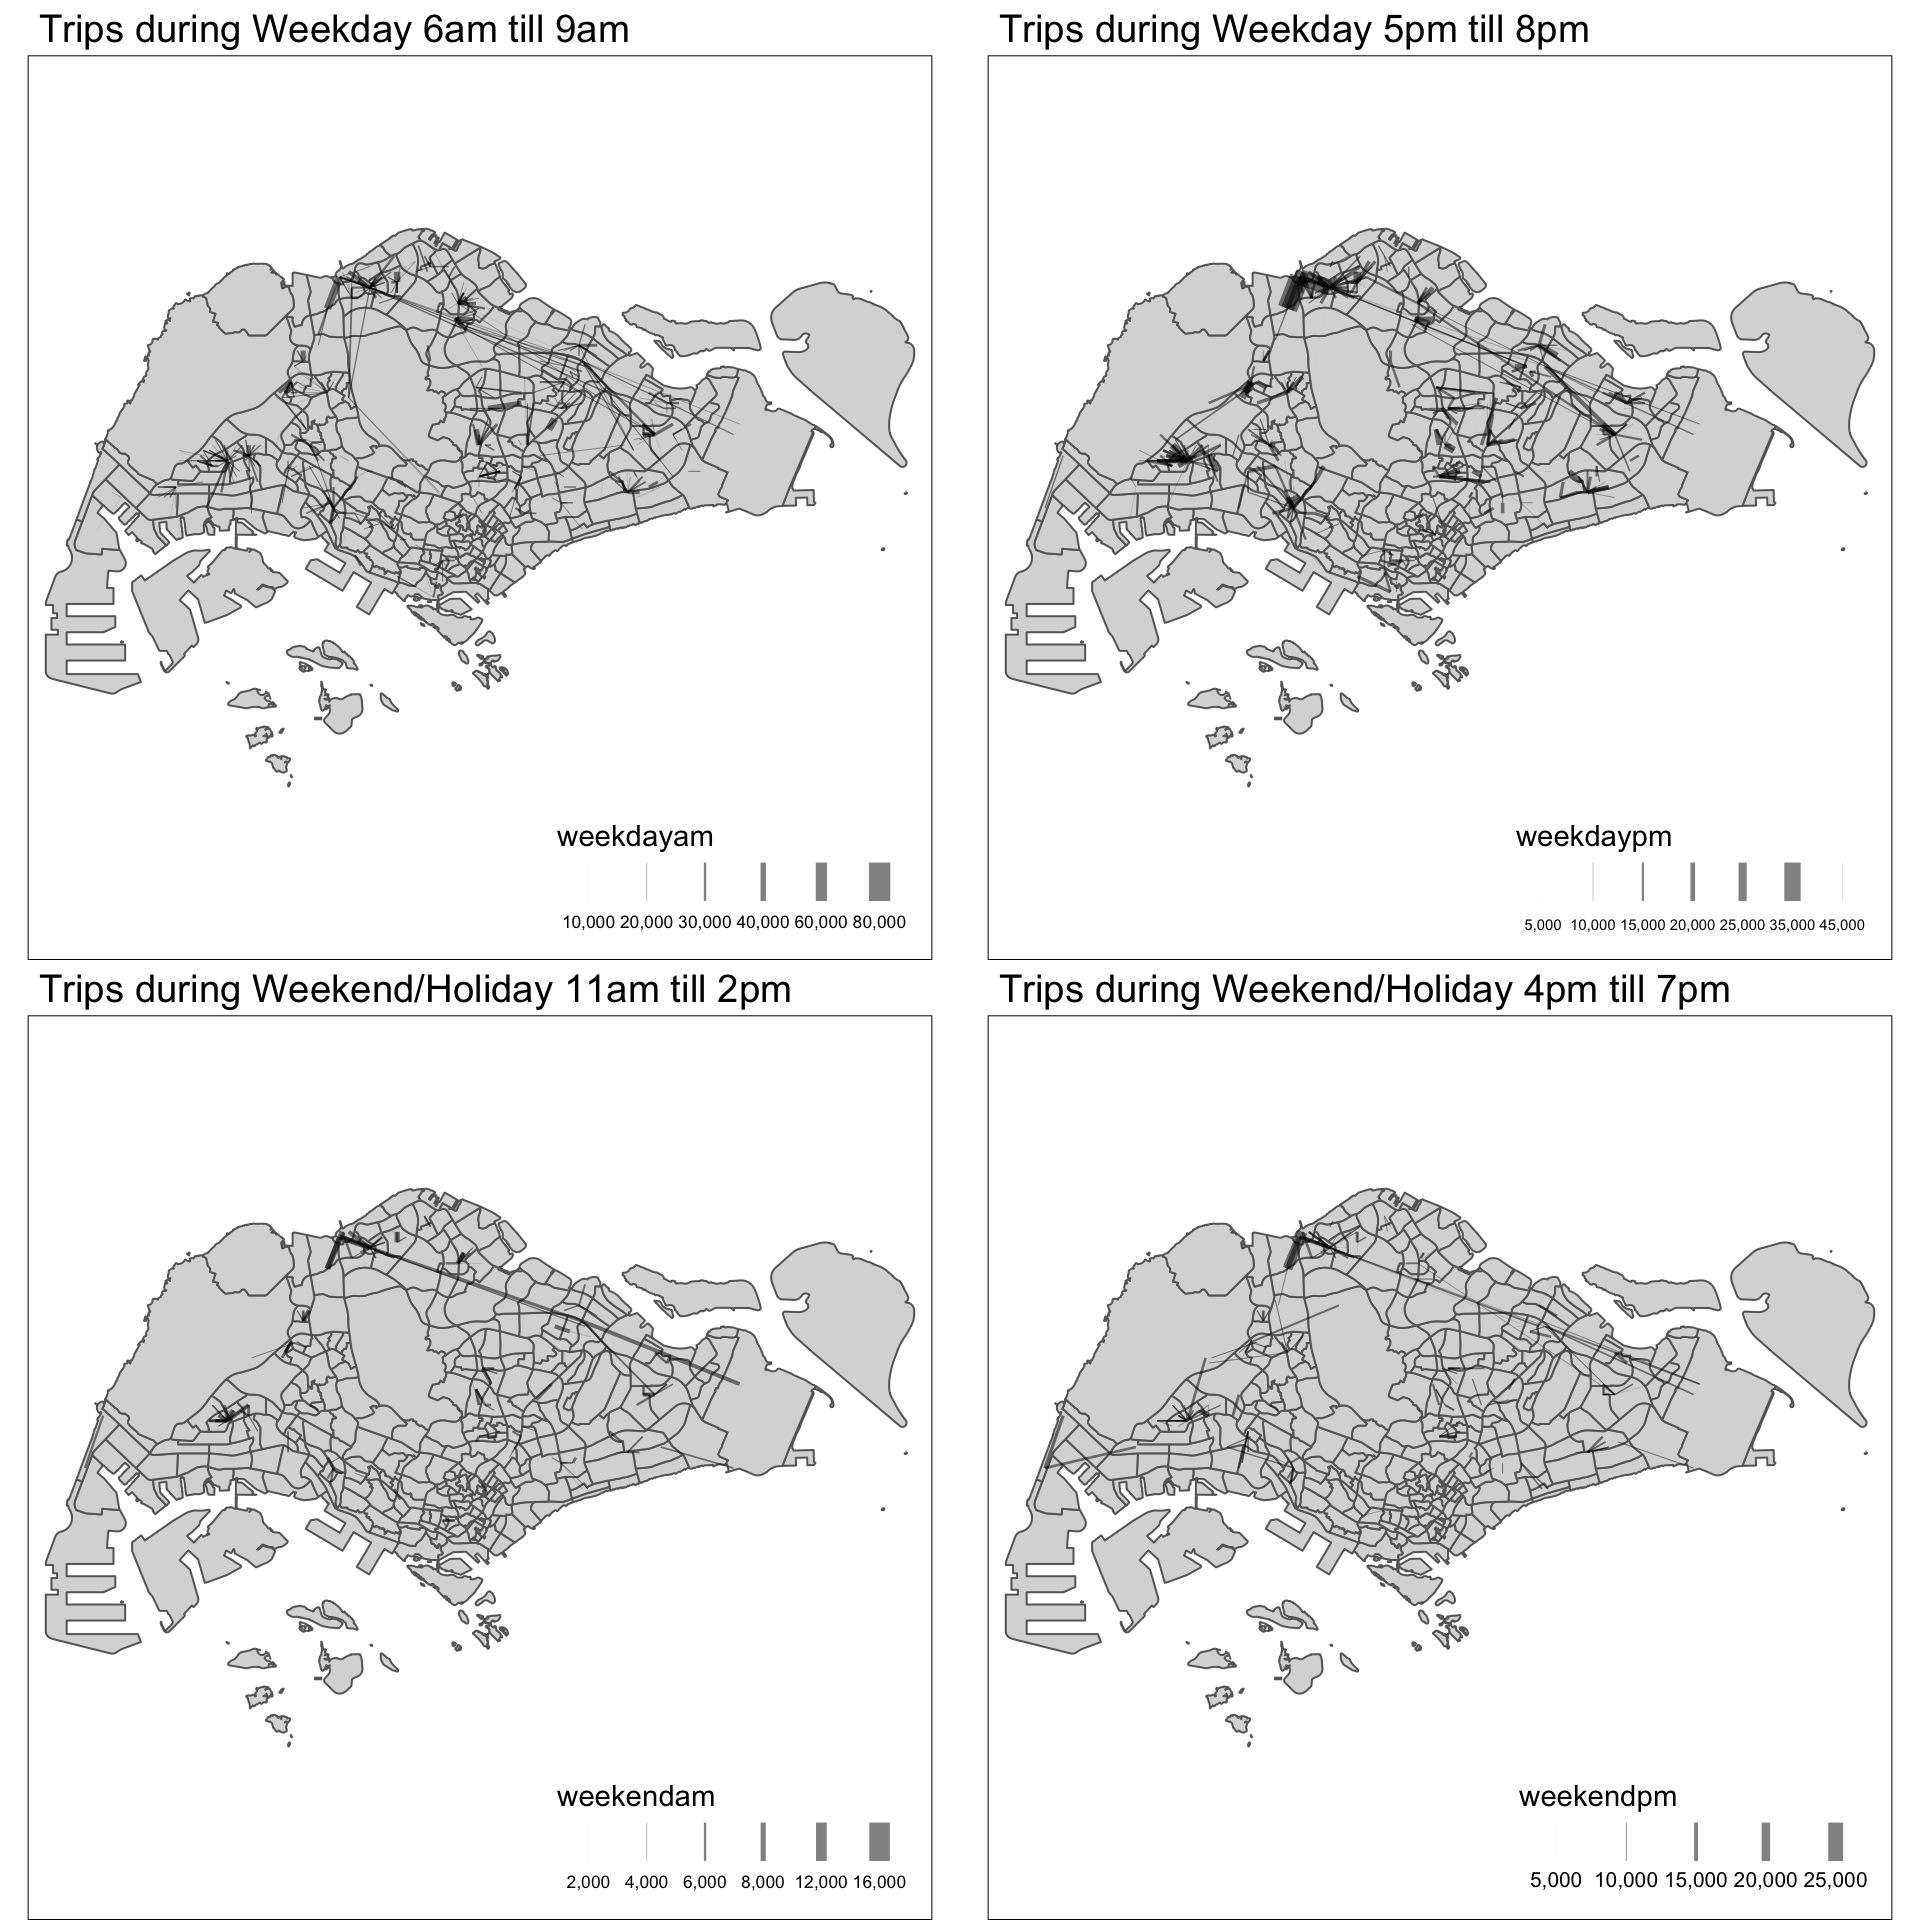 Trips during Weekday 6am till 9am
weekdayam
10,000 20,000 30,000 40,000 60,000 80,000
Trips during Weekday 5pm till 8pm
weekdaypm
5,000 10,000 15,000 20,000 25,000 35,000 45,000
Trips during Weekend/Holiday 11am till 2pm
weekendam
2,000 4,000 6,000 8,000 12,000 16,000
Trips during Weekend/Holiday 4pm till 7pm
weekendpm
5,000 10,000 15,000 20,000 25,000